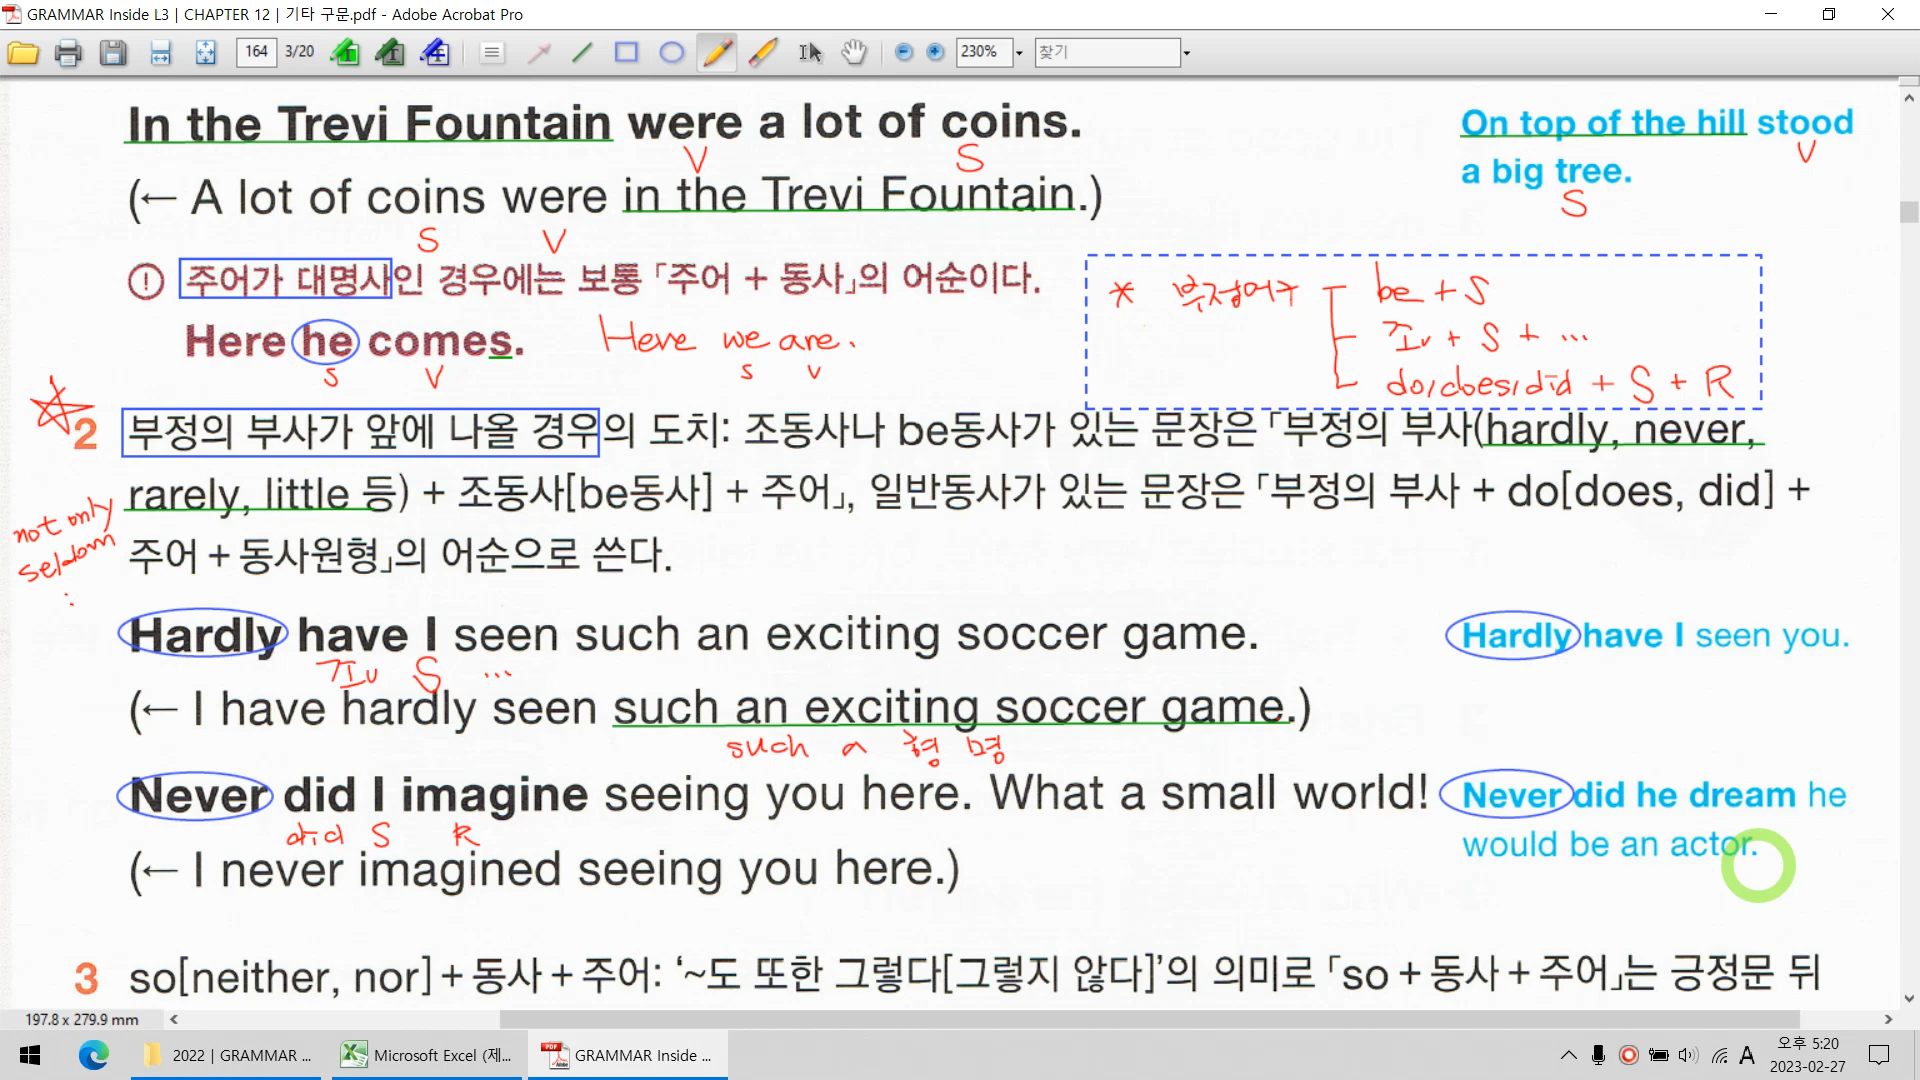 GRAMMAR Inside L3 | CHAPTER 12 | 기타 구문.pdf - Adobe Acrobat Pro
164 3/20 230% 찾기
In the Trevi Fountain were a lot of coins.
V S
(← A lot of coins were in the Trevi Fountain.)
S V
On top of the hill stood
V
a big tree.
S
! 주어가 대명사인 경우에는 보통 「주어 + 동사」의 어순이다.
Here he comes. Here we are.
S V S V
* 부정어구 be + S
조v + S + ...
do/does/did + S + R
2 부정의 부사가 앞에 나올 경우의 도치: 조동사나 be동사가 있는 문장은 「부정의 부사(hardly, never,
rarely, little 등) + 조동사[be동사] + 주어」, 일반동사가 있는 문장은 「부정의 부사 + do[does, did] +
주어 + 동사원형」의 어순으로 쓴다.
not only
seldom
:
Hardly have I seen such an exciting soccer game.
조v S ...
(← I have hardly seen such an exciting soccer game.)
such a 형 명
Hardly have I seen you.
Never did I imagine seeing you here. What a small world!
did S R
(← I never imagined seeing you here.)
Never did he dream he
would be an actor.
3 so[neither, nor] + 동사 + 주어: ‘~도 또한 그렇다[그렇지 않다]’의 의미로 「so + 동사 + 주어」는 긍정문 뒤
197.8 x 279.9 mm
2022 | GRAMMAR ... Microsoft Excel (제... GRAMMAR Inside ... A 오후 5:20
2023-02-27